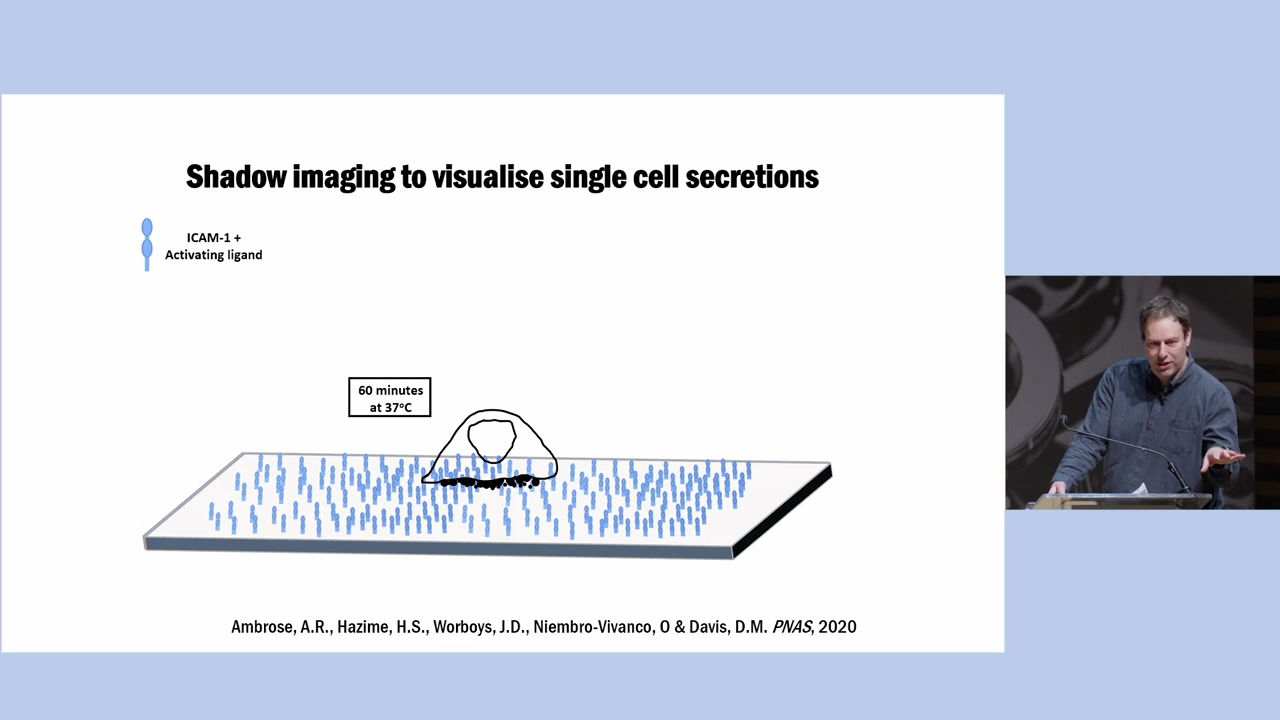 Shadow imaging to visualise single cell secretions
ICAM-1 +
Activating ligand
60 minutes
at 37°C
Ambrose, A.R., Hazime, H.S., Worboys, J.D., Niembro-Vivanco, O & Davis, D.M. PNAS, 2020